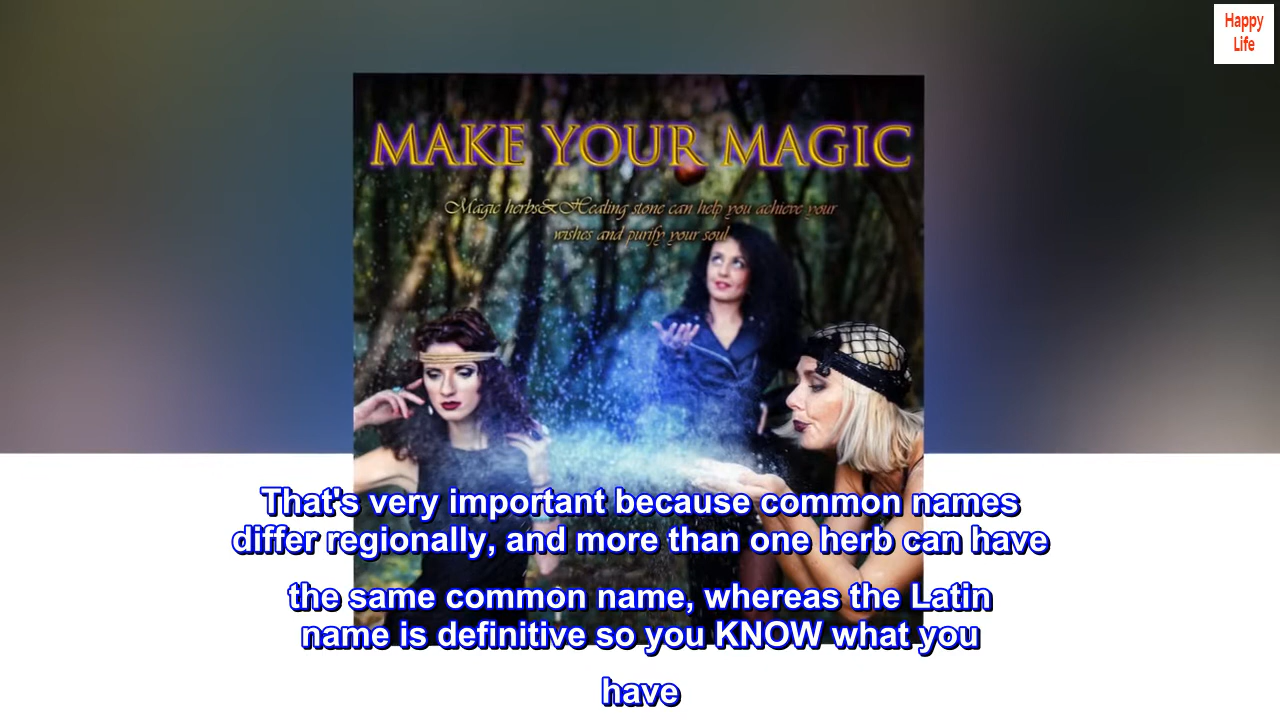 Happy
Life
MAKE YOUR MAGIC
Magic herbs&Healing stone can help you achieve your
wishes and purify your soul
That's very important because common names
differ regionally, and more than one herb can have
the same common name, whereas the Latin
name is definitive so you KNOW what you
have